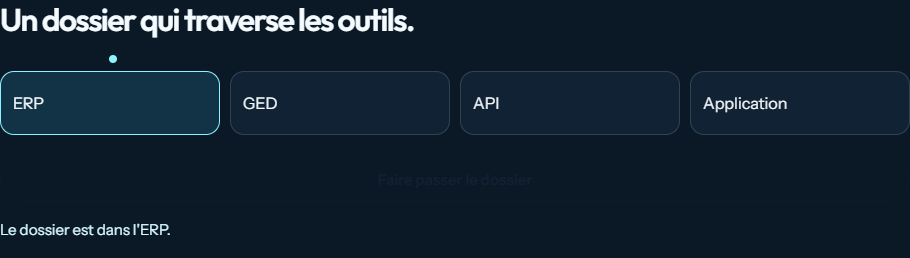 Un dossier qui traverse les outils.
ERP
GED
API
Application
Faire passer le dossier
Le dossier est dans l'ERP.